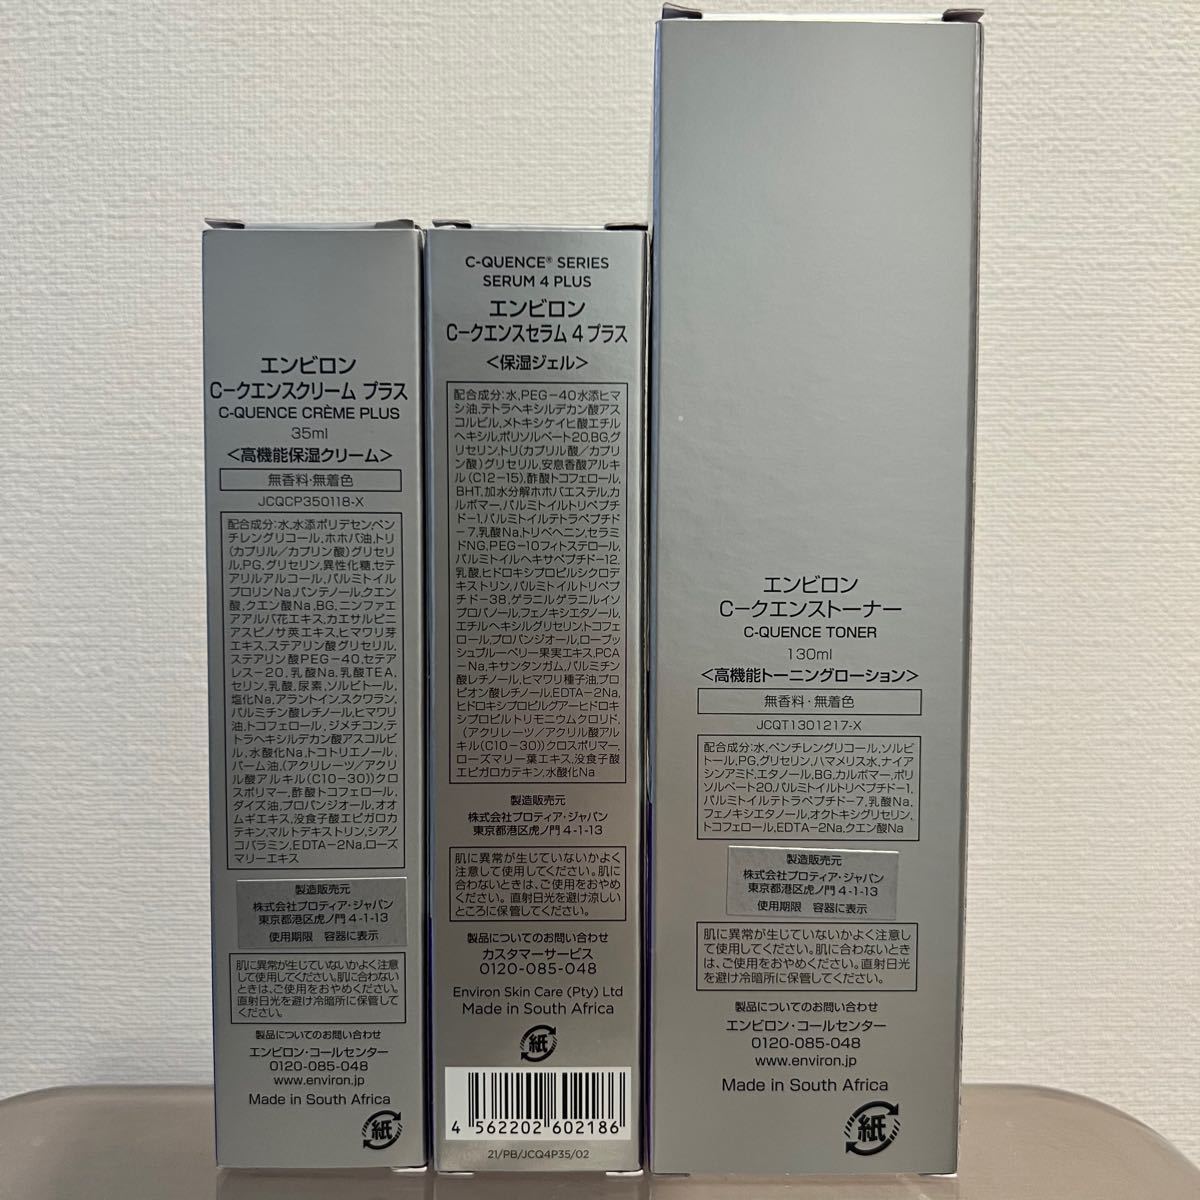 エンビロン
C-クエンスクリーム プラス
C-QUENCE CRÈME PLUS
35ml
<高機能保湿クリーム>
無香料・無着色
JCQCP350118-X
配合成分:水,水添ポリデセン,ペン
チレングリコール,ホホバ油,トリ
(カプリル/カプリン酸)グリセリ
ル,PG,グリセリン,異性化糖,セテ
アリルアルコール,パルミトイル
プロリンNa,パンテノール,クエン
酸,クエン酸Na,BG,ニンファエ
アアルバ花エキス,カエサルピニ
アスピノサ莢エキス,ヒマワリ芽
エキス,ステアリン酸グリセリル,
ステアリン酸PEG-40,セテア
レス-20,乳酸Na,乳酸TEA,
セリン,乳酸,尿素,ソルビトール,
塩化Na,アラントイン,スクワラン,
パルミチン酸レチノール,ヒマワリ
油,トコフェロール,ジメチコン,テ
トラヘキシルデカン酸アスコルビ
ル,水酸化Na,トコトリエノール,
パーム油,(アクリレーツ/アクリ
ル酸アルキル(C10-30))クロ
スポリマー,酢酸トコフェロール,
ダイズ油,プロパンジオール,オオ
ムギエキス,没食子酸エピガロカ
テキン,マルトデキストリン,シアノ
コバラミン,EDTA-2Na,ローズ
マリーエキス
製造販売元
株式会社プロティア・ジャパン
東京都港区虎ノ門 4-1-13
使用期限 容器に表示
肌に異常が生じていないかよく注意
して使用してください。肌に合わない
ときは、ご使用をおやめください。
直射日光を避け冷暗所に保管して
ください。
製品についてのお問い合わせ
エンビロン・コールセンター
0120-085-048
www.environ.jp
Made in South Africa
紙
C-QUENCE® SERIES
SERUM 4 PLUS
エンビロン
C-クエンスセラム 4 プラス
<保湿ジェル>
配合成分:水,PEG-40水添ヒマ
シ油,テトラヘキシルデカン酸アス
コルビル,メトキシケイヒ酸エチル
ヘキシル,ポリソルベート20,BG,グ
リセリン,トリ(カプリル酸/カプリ
ン酸)グリセリル,安息香酸アルキ
ル(C12-15),酢酸トコフェロール,
BHT,加水分解ホホバエステル,カ
ルボマー,パルミトイルトリペプチ
ド-1,パルミトイルテトラペプチド
-7,乳酸Na,トリベヘニン,セラミ
ドNG,PEG-10フィトステロール,
パルミトイルヘキサペプチド-12,
乳酸,ヒドロキシプロピルシクロデ
キストリン,パルミトイルトリペプ
チド-38,ゲラニルゲラニルイソ
プロパノール,フェノキシエタノール,
エチルヘキシルグリセリン,トコフェ
ロール,プロパンジオール,ローブッ
シュブルーベリー果実エキス,PCA
-Na,キサンタンガム,パルミチン
酸レチノール,ヒマワリ種子油,プロ
ピオン酸レチノール,EDTA-2Na,
ヒドロキシプロピルグアーヒドロキ
シプロピルトリモニウムクロリド,
(アクリレーツ/アクリル酸アル
キル(C10-30))クロスポリマー,
ローズマリー葉エキス,没食子酸
エピガロカテキン,水酸化Na
製造販売元
株式会社プロティア・ジャパン
東京都港区虎ノ門 4-1-13
肌に異常が生じていないかよく
注意して使用してください。肌に
合わないときは、ご使用をおやめ
ください。直射日光を避け涼しい
ところに保管してください。
製品についてのお問い合わせ
カスタマーサービス
0120-085-048
Environ Skin Care (Pty) Ltd
Made in South Africa
紙
4 562202 602186
21/PB/JCQ4P35/02
エンビロン
C-クエンストーナー
C-QUENCE TONER
130ml
<高機能トーニングローション>
無香料・無着色
JCQT1301217-X
配合成分:水,ペンチレングリコール,ソルビ
トール,PG,グリセリン,ハマメリス水,ナイア
シンアミド,エタノール,BG,カルボマー,ポリ
ソルベート20,パルミトイルトリペプチド-1,
パルミトイルテトラペプチド-7,乳酸Na,
フェノキシエタノール,オクトキシグリセリン,
トコフェロール,EDTA-2Na,クエン酸Na
製造販売元
株式会社プロティア・ジャパン
東京都港区虎ノ門 4-1-13
使用期限 容器に表示
肌に異常が生じていないかよく注意し
て使用してください。肌に合わないとき
は、ご使用をおやめください。直射日光
を避け冷暗所に保管してください。
製品についてのお問い合わせ
エンビロン・コールセンター
0120-085-048
www.environ.jp
Made in South Africa
紙